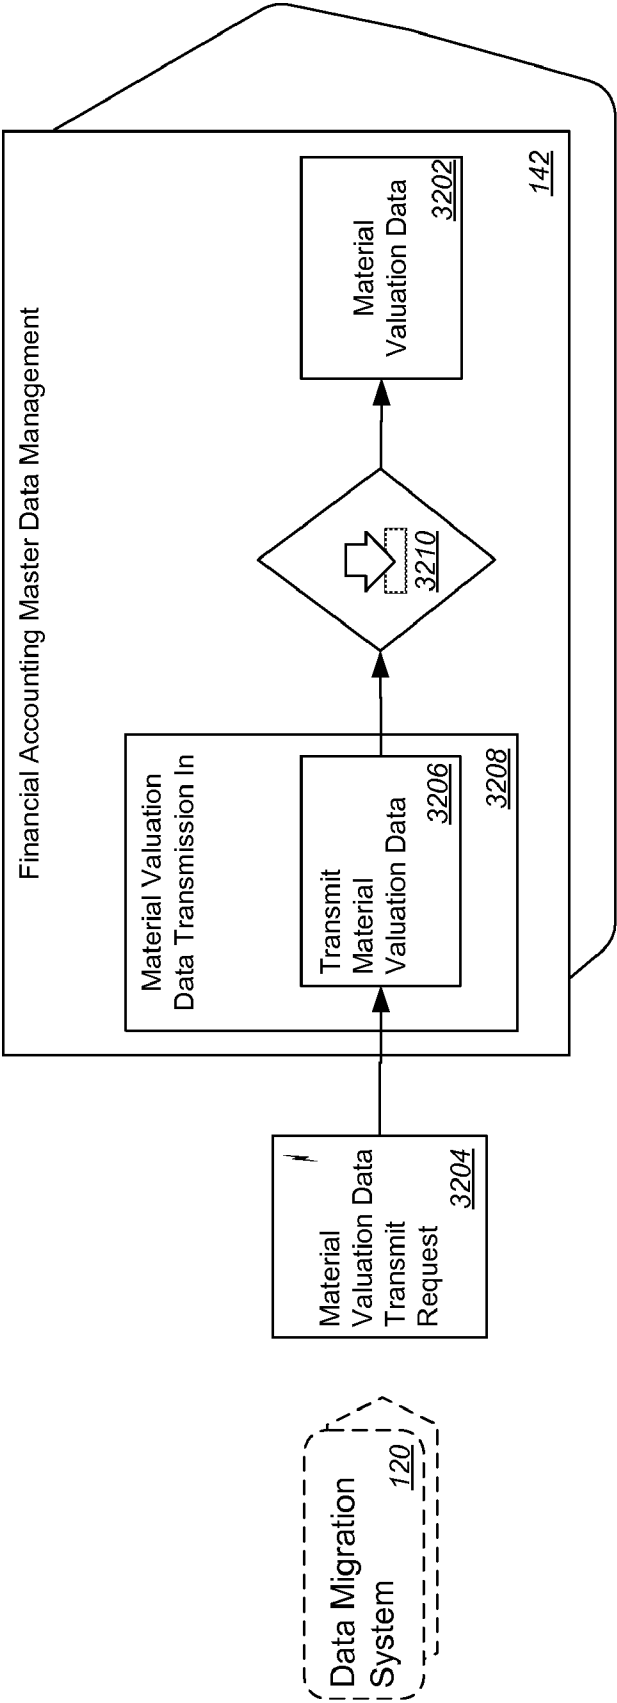 Financial Accounting Master Data Management
Data Migration
System
120
Material
Valuation Data
Transmit
Request
3204
Material Valuation
Data Transmission In
Transmit
Material
Valuation Data
3206
3208
3210
Material
Valuation Data
3202
142